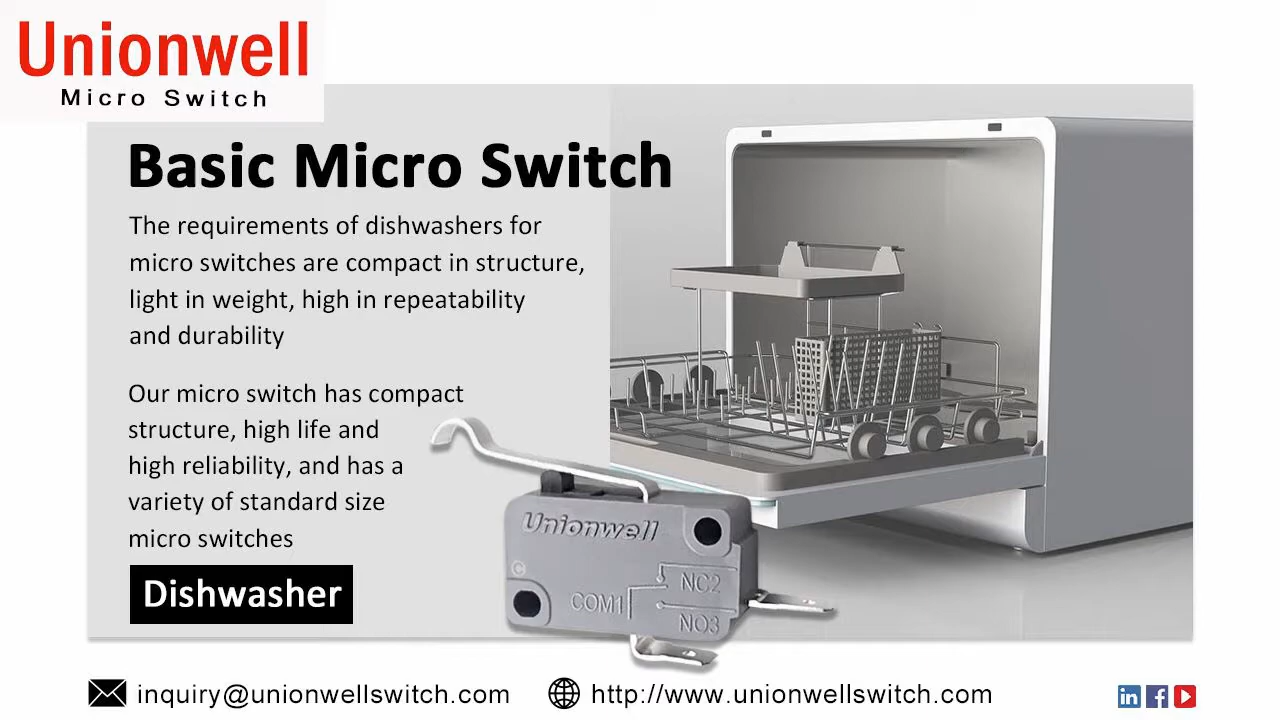 Unionwell
Micro Switch
Basic Micro Switch
The requirements of dishwashers for
micro switches are compact in structure,
light in weight, high in repeatability
and durability
Our micro switch has compact
structure, high life and
high reliability, and has a
variety of standard size
micro switches
Dishwasher
Unionwell
©
COM1
NC2
NO3
inquiry@unionwellswitch.com
http://www.unionwellswitch.com
in f